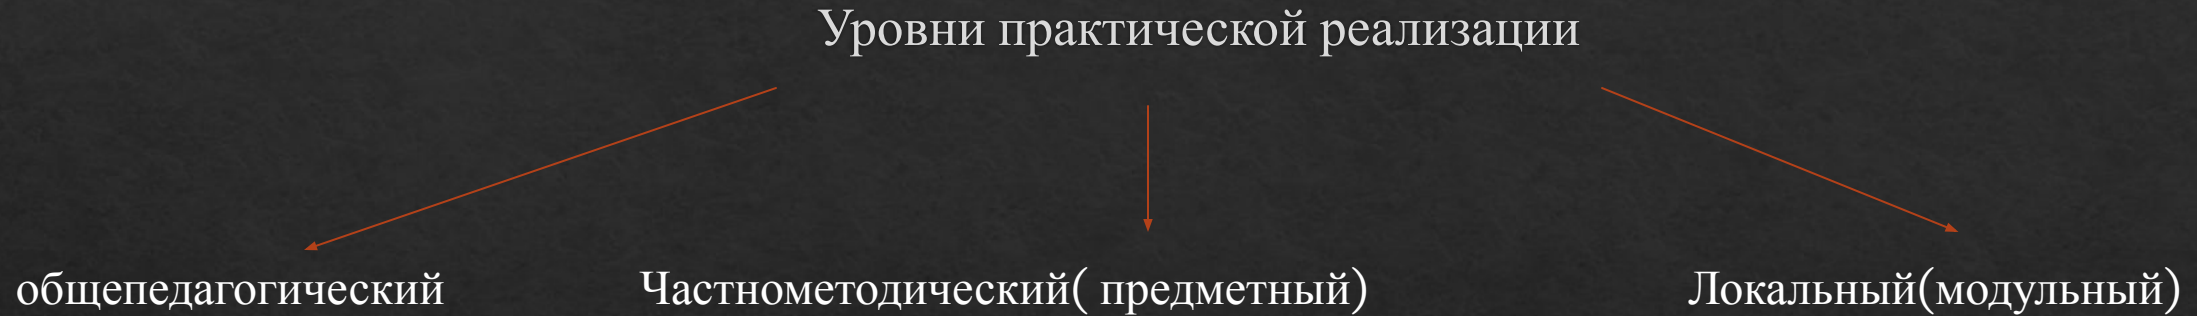 Уровни практической реализации
общепедагогический
Частнометодический( предметный)
Локальный(модульный)